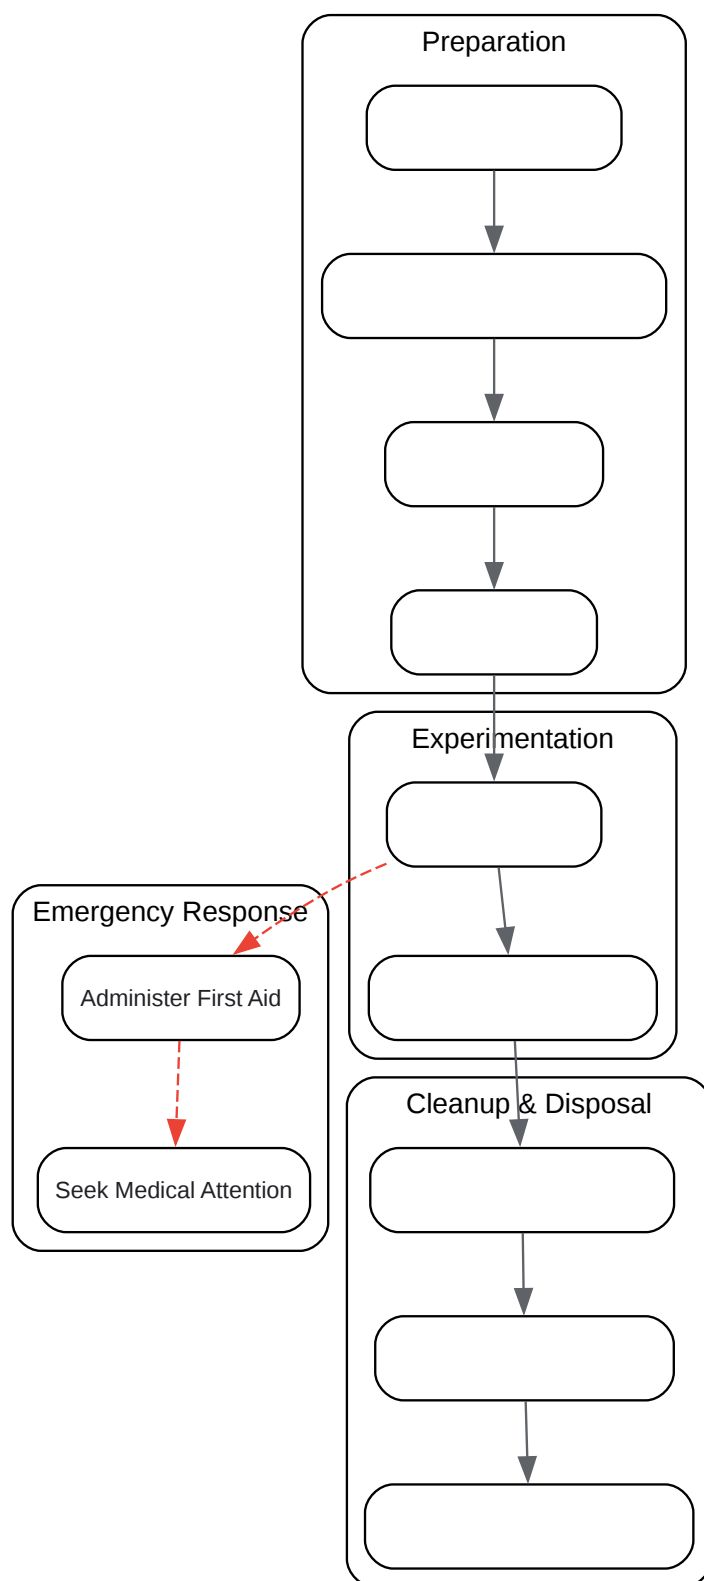 Preparation
Experimentation
Emergency Response
Administer First Aid
Cleanup & Disposal
Seek Medical Attention